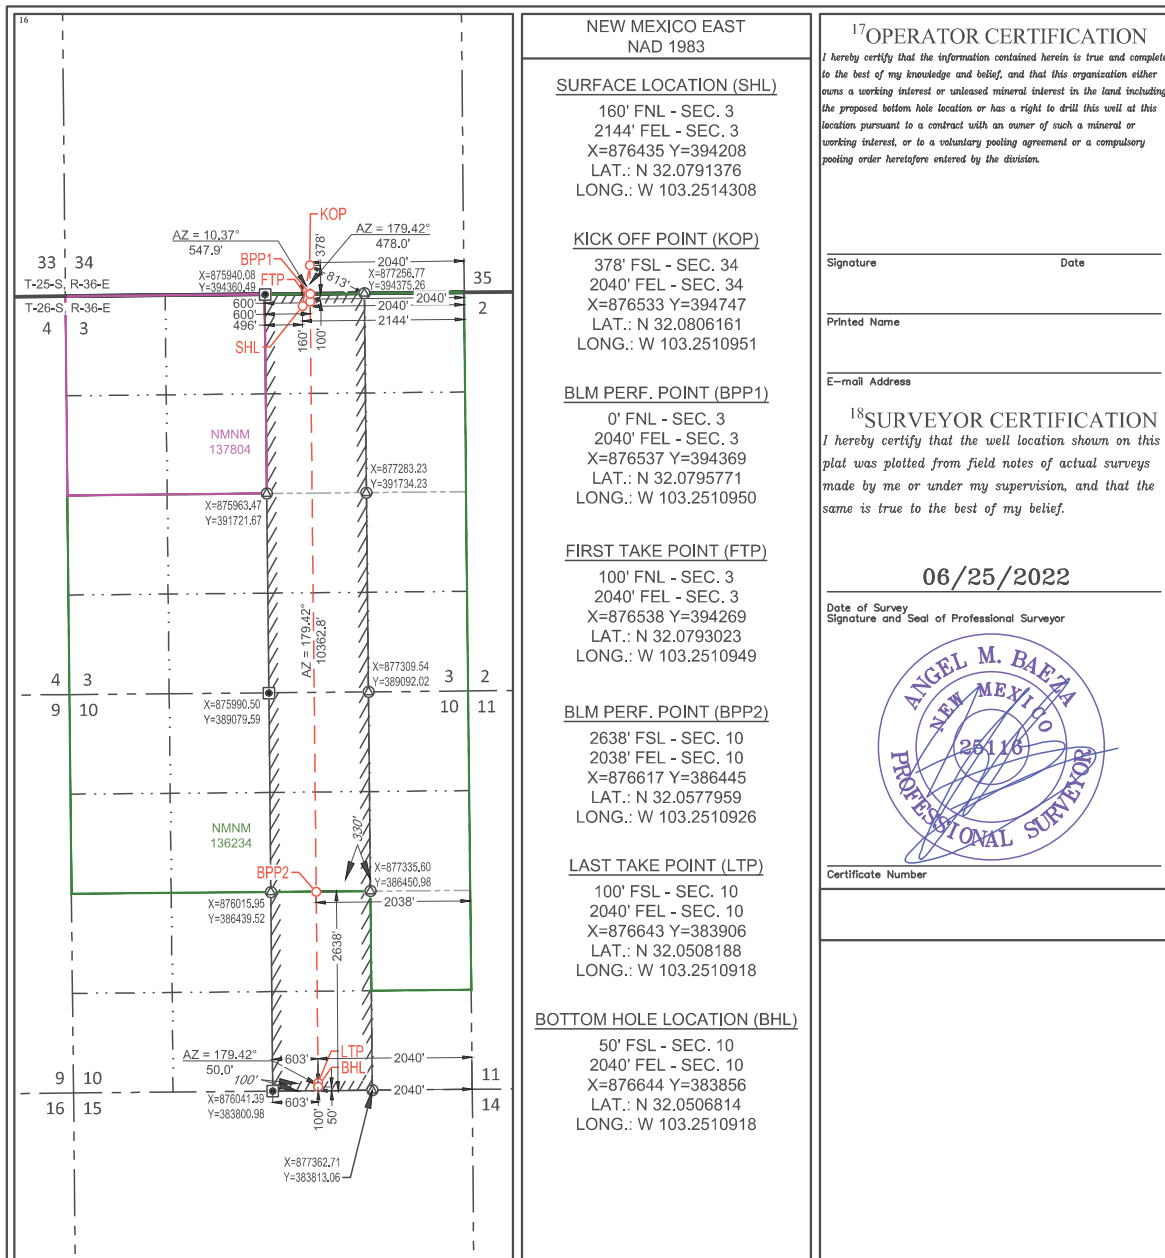 16
KOP
AZ = 10.37°
547.9'
AZ = 179.42°
478.0'
378'
2040'
BPP1
FTP
813'
33 34
35
T-25-S, R-36-E
T-26-S, R-36-E
4 3
2
X=875940.08
Y=394360.49
X=877256.77
Y=394375.26
600'
600'
496'
2040'
2040'
2144'
160'
100'
SHL
NMNM
137804
X=877283.23
Y=391734.23
X=875963.47
Y=391721.67
AZ = 179.42°
10362.8'
4 3
9 10
3 2
10 11
X=877309.54
Y=389092.02
X=875990.50
Y=389079.59
NMNM
136234
330'
BPP2
X=877335.60
Y=386450.98
X=876015.95
Y=386439.52
2038'
2638'
AZ = 179.42°
50.0'
603'
LTP
BHL
2040'
100'
2040'
9 10
16 15
11
14
X=876041.39
Y=383800.98
603'
100'
50'
X=877362.71
Y=383813.06
NEW MEXICO EAST
NAD 1983
SURFACE LOCATION (SHL)
160' FNL - SEC. 3
2144' FEL - SEC. 3
X=876435 Y=394208
LAT.: N 32.0791376
LONG.: W 103.2514308
KICK OFF POINT (KOP)
378' FSL - SEC. 34
2040' FEL - SEC. 34
X=876533 Y=394747
LAT.: N 32.0806161
LONG.: W 103.2510951
BLM PERF. POINT (BPP1)
0' FNL - SEC. 3
2040' FEL - SEC. 3
X=876537 Y=394369
LAT.: N 32.0795771
LONG.: W 103.2510950
FIRST TAKE POINT (FTP)
100' FNL - SEC. 3
2040' FEL - SEC. 3
X=876538 Y=394269
LAT.: N 32.0793023
LONG.: W 103.2510949
BLM PERF. POINT (BPP2)
2638' FSL - SEC. 10
2038' FEL - SEC. 10
X=876617 Y=386445
LAT.: N 32.0577959
LONG.: W 103.2510926
LAST TAKE POINT (LTP)
100' FSL - SEC. 10
2040' FEL - SEC. 10
X=876643 Y=383906
LAT.: N 32.0508188
LONG.: W 103.2510918
BOTTOM HOLE LOCATION (BHL)
50' FSL - SEC. 10
2040' FEL - SEC. 10
X=876644 Y=383856
LAT.: N 32.0506814
LONG.: W 103.2510918
17OPERATOR CERTIFICATION
I hereby certify that the information contained herein is true and complete
to the best of my knowledge and belief, and that this organization either
owns a working interest or unleased mineral interest in the land including
the proposed bottom hole location or has a right to drill this well at this
location pursuant to a contract with an owner of such a mineral or
working interest, or to a voluntary pooling agreement or a compulsory
pooling order heretofore entered by the division.
Signature Date
Printed Name
E-mail Address
18SURVEYOR CERTIFICATION
I hereby certify that the well location shown on this
plat was plotted from field notes of actual surveys
made by me or under my supervision, and that the
same is true to the best of my belief.
06/25/2022
Date of Survey
Signature and Seal of Professional Surveyor
ANGEL M. BAEZA
NEW MEXICO
25116
PROFESSIONAL SURVEYOR
Certificate Number